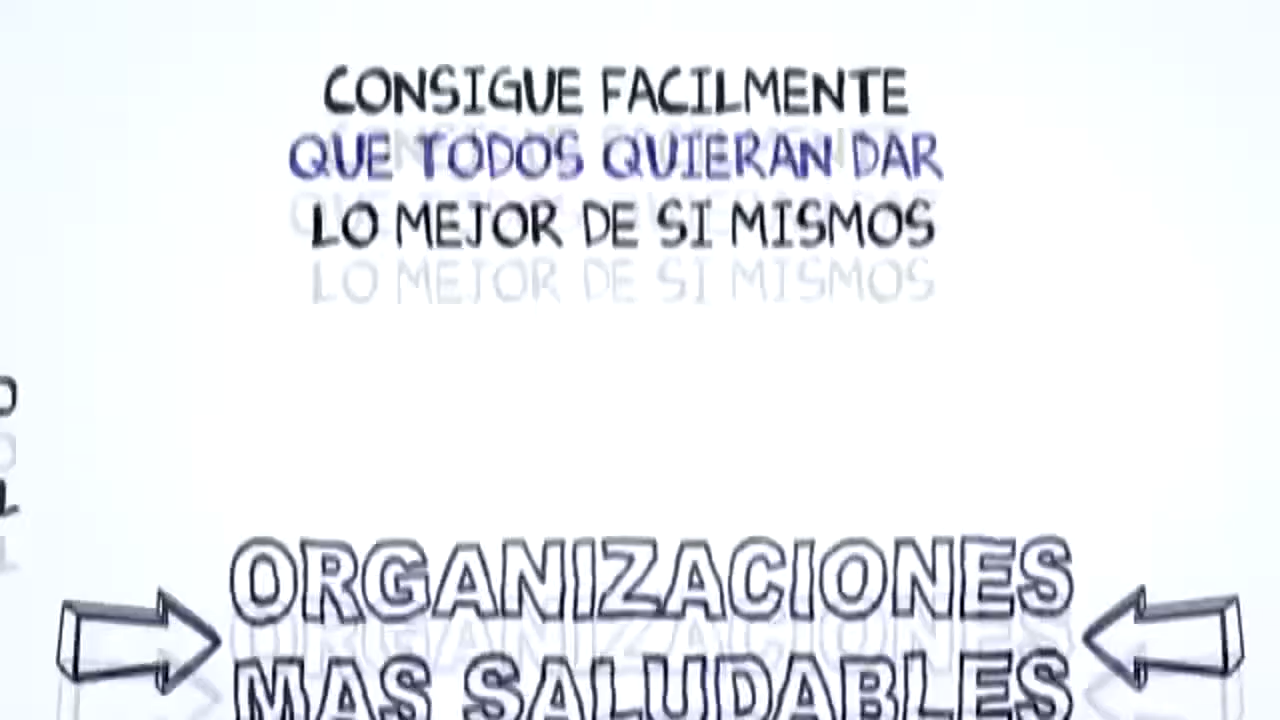 CONSIGUE FACILMENTE
QUE TODOS QUIERAN DAR
LO MEJOR DE SI MISMOS
ORGANIZACIONES
MAS SALUDABLES